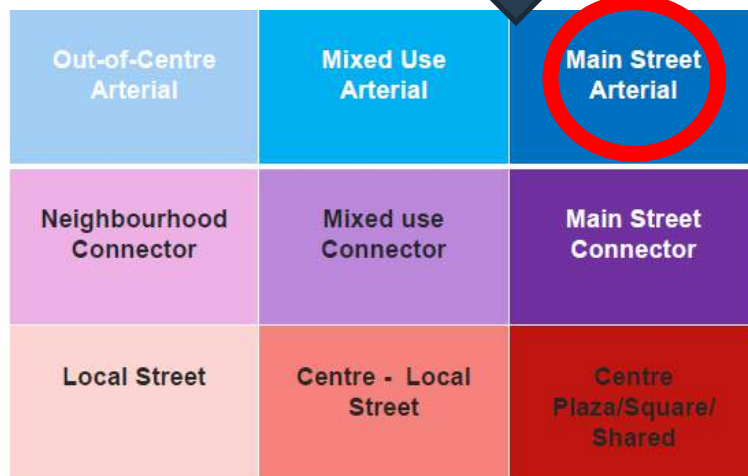 Out-of-Centre
Arterial
Mixed Use
Arterial
Main Street
Arterial
Neighbourhood
Connector
Mixed use
Connector
Main Street
Connector
Local Street
Centre - Local
Street
Centre
Plaza/Square/
Shared